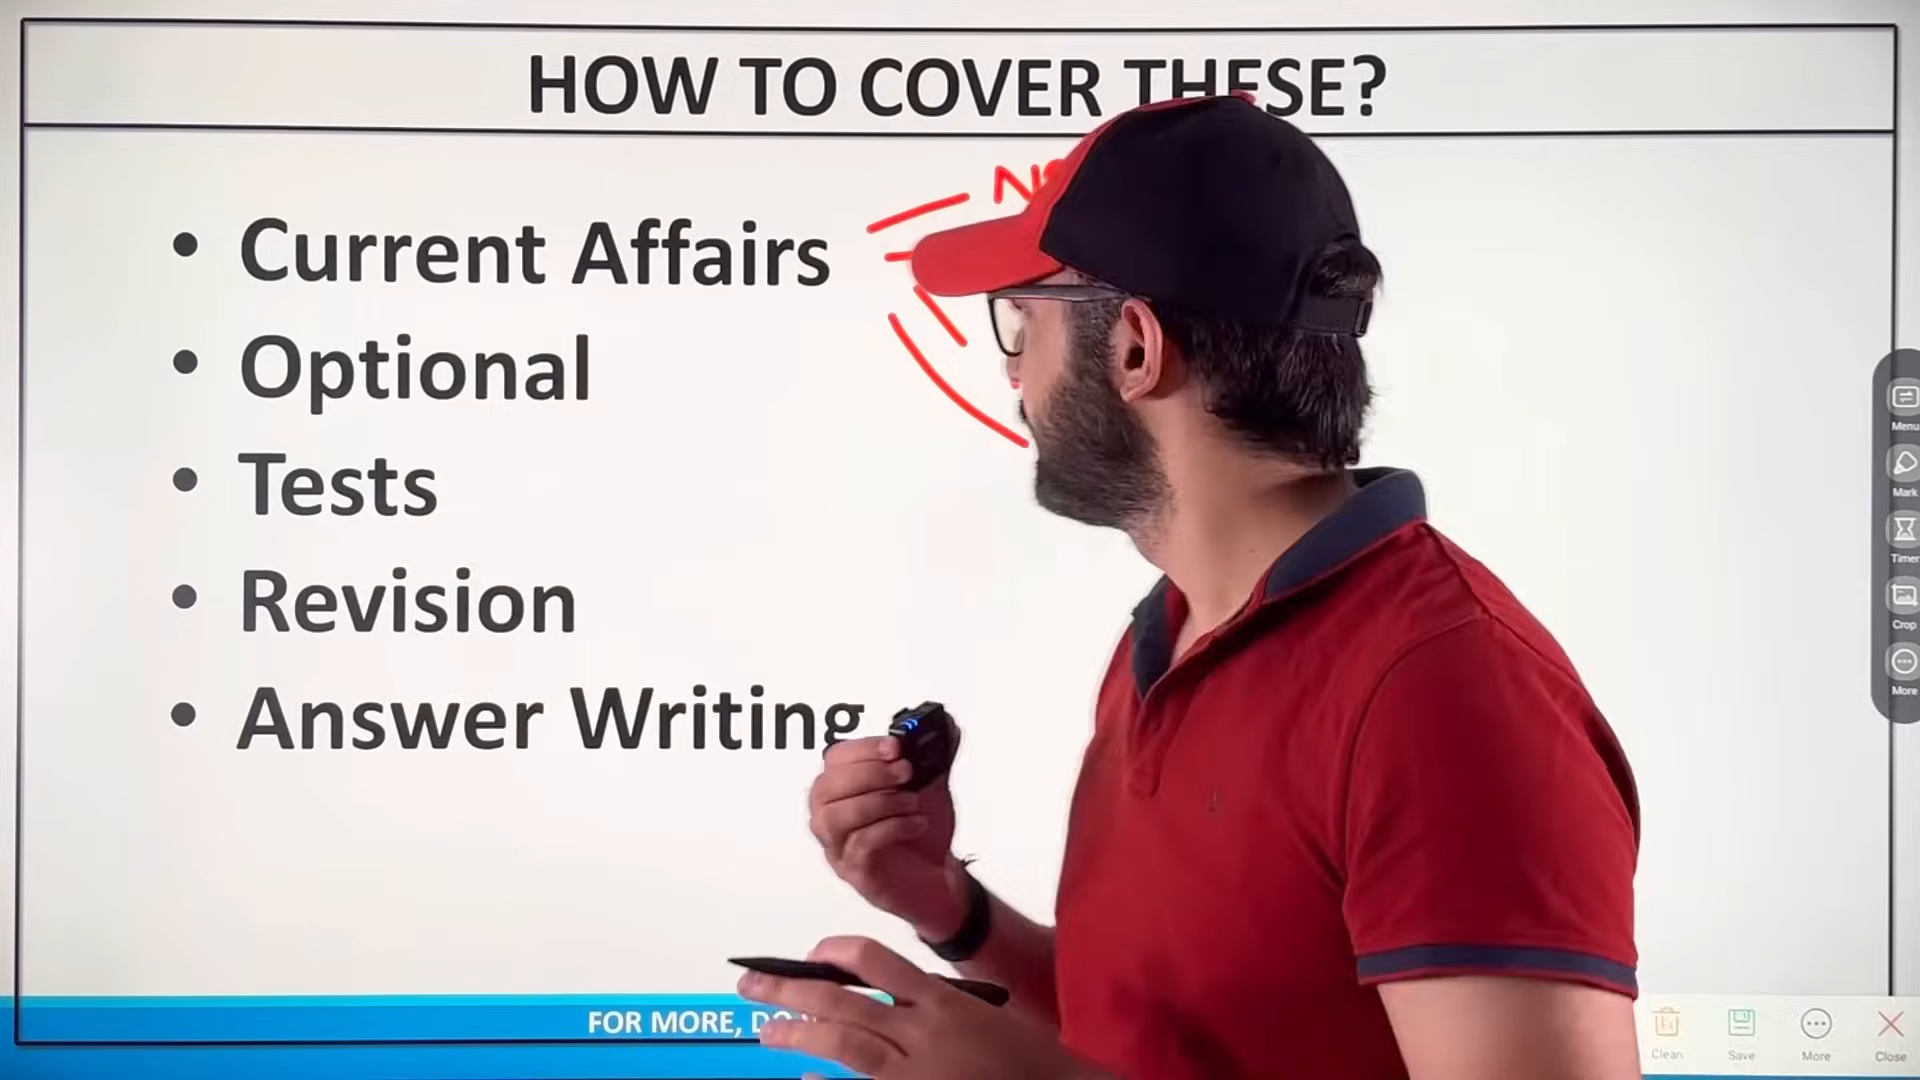 HOW TO COVER THESE?
• Current Affairs
• Optional
• Tests
• Revision
• Answer Writing
FOR MORE,
Menu
Mark
Timer
Crop
More
Clean
Save
More
Close